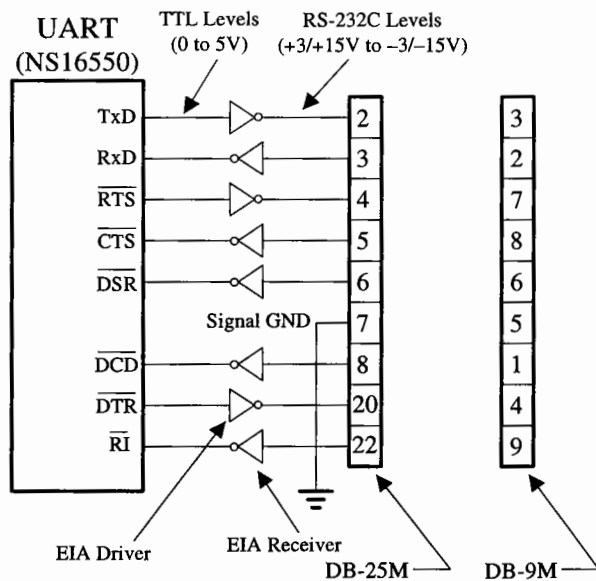 UART
(NS16550)
TTL Levels
(0 to 5V)
RS-232C Levels
(+3/+15V to –3/–15V)
TxD 2 3
RxD 3 2
RTS 4 7
CTS 5 8
DSR 6 6
Signal GND 7 5
DCD 8 1
DTR 20 4
RI 22 9
EIA Driver
EIA Receiver
DB-25M
DB-9M